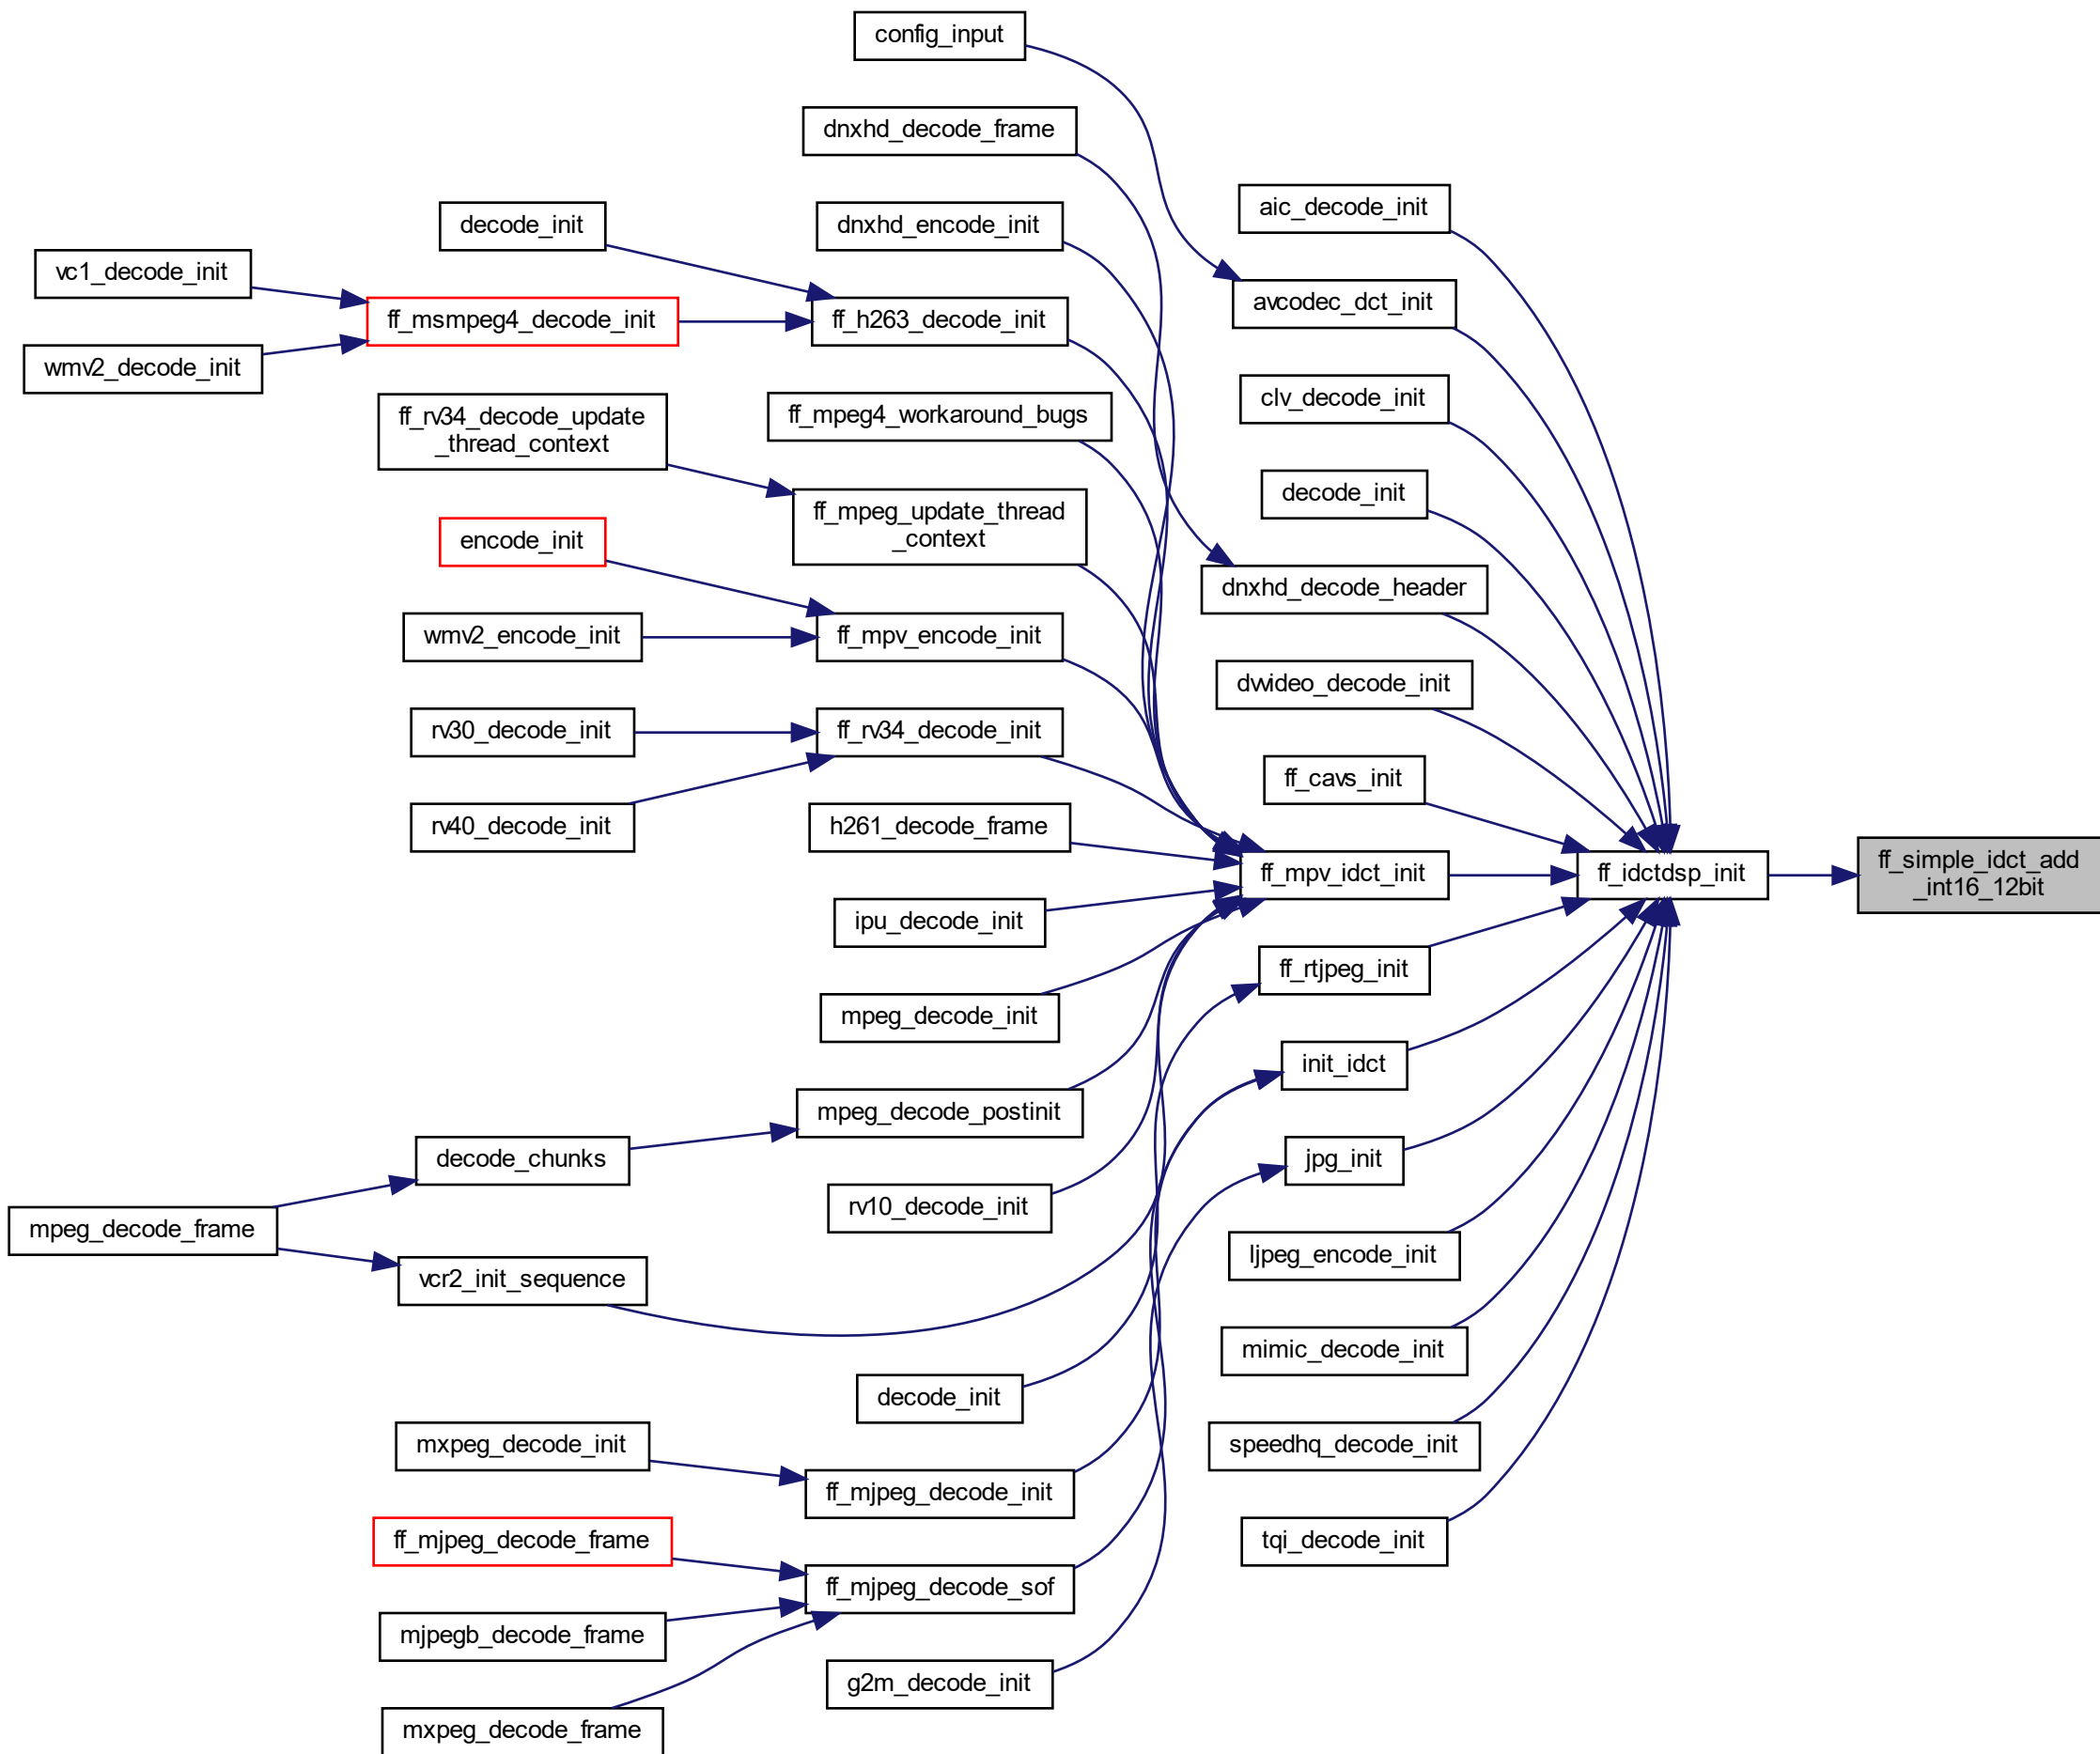 config_input
dnxhd_decode_frame
aic_decode_init
decode_init
dnxhd_encode_init
vc1_decode_init
ff_msmpeg4_decode_init
ff_h263_decode_init
avcodec_dct_init
wmv2_decode_init
clv_decode_init
ff_rv34_decode_update
_thread_context
ff_mpeg4_workaround_bugs
decode_init
encode_init
ff_mpeg_update_thread
_context
dnxhd_decode_header
wmv2_encode_init
ff_mpv_encode_init
dwideo_decode_init
rv30_decode_init
ff_rv34_decode_init
ff_cavs_init
rv40_decode_init
h261_decode_frame
ff_mpv_idct_init
ff_idctdsp_init
ff_simple_idct_add
_int16_12bit
ipu_decode_init
ff_rtjpeg_init
mpeg_decode_init
init_idct
mpeg_decode_postinit
decode_chunks
jpg_init
mpeg_decode_frame
rv10_decode_init
ljpeg_encode_init
vcr2_init_sequence
mimic_decode_init
decode_init
mxpeg_decode_init
speedhq_decode_init
ff_mjpeg_decode_init
ff_mjpeg_decode_frame
tqi_decode_init
ff_mjpeg_decode_sof
mjpegb_decode_frame
g2m_decode_init
mxpeg_decode_frame